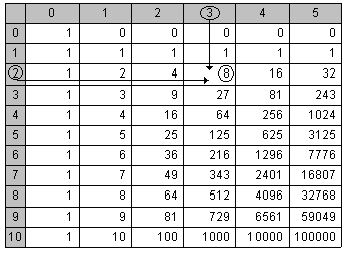 0 1 2 3 4 5
0 1 0 0 0 0 0
1 1 1 1 1 1 1
2 1 2 4 8 16 32
3 1 3 9 27 81 243
4 1 4 16 64 256 1024
5 1 5 25 125 625 3125
6 1 6 36 216 1296 7776
7 1 7 49 343 2401 16807
8 1 8 64 512 4096 32768
9 1 9 81 729 6561 59049
10 1 10 100 1000 10000 100000